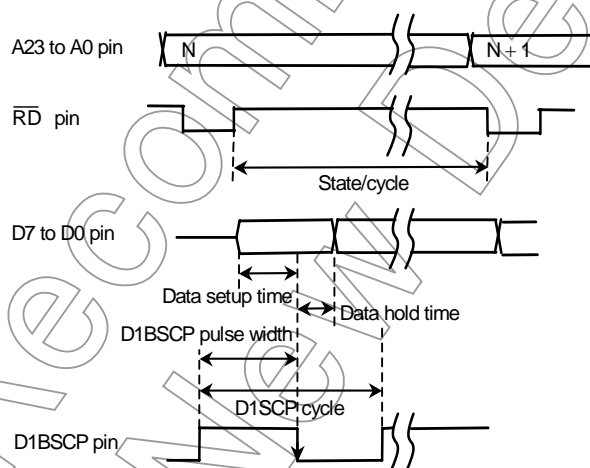 A23 to A0 pin
N
N + 1
RD pin
State/cycle
D7 to D0 pin
Data setup time
Data hold time
D1BSCP pulse width
D1SCP cycle
D1BSCP pin